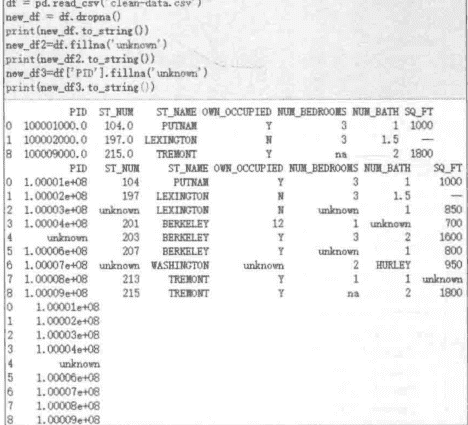 df = pd.read_csv('clean-data.csv')
new_df = df.dropna()
print(new_df.to_string())
new_df2=df.fillna('unknown')
print(new_df2.to_string())
new_df3=df['PID'].fillna('unknown')
print(new_df3.to_string())
PID ST_NUM ST_NAME OWN_OCCUPIED NUM_BEDROOMS NUM_BATH SQ_FT
0 100001000.0 104.0 PUTNAM Y 3 1 1000
1 100002000.0 197.0 LEXINGTON N 3 1.5 --
8 100009000.0 215.0 TREMONT Y na 2 1800
PID ST_NUM ST_NAME OWN_OCCUPIED NUM_BEDROOMS NUM_BATH SQ_FT
0 1.00001e+08 104 PUTNAM Y 3 1 1000
1 1.00002e+08 197 LEXINGTON N 3 1.5 --
2 1.00003e+08 unknown LEXINGTON N unknown 1 850
3 1.00004e+08 201 BERKELEY 12 1 unknown 700
4 unknown 203 BERKELEY Y 3 2 1600
5 1.00006e+08 207 BERKELEY Y unknown 1 800
6 1.00007e+08 unknown WASHINGTON unknown 2 HURLEY 950
7 1.00008e+08 213 TREMONT Y 1 1 unknown
8 1.00009e+08 215 TREMONT Y na 2 1800
0 1.00001e+08
1 1.00002e+08
2 1.00003e+08
3 1.00004e+08
4 unknown
5 1.00006e+08
6 1.00007e+08
7 1.00008e+08
8 1.00009e+08